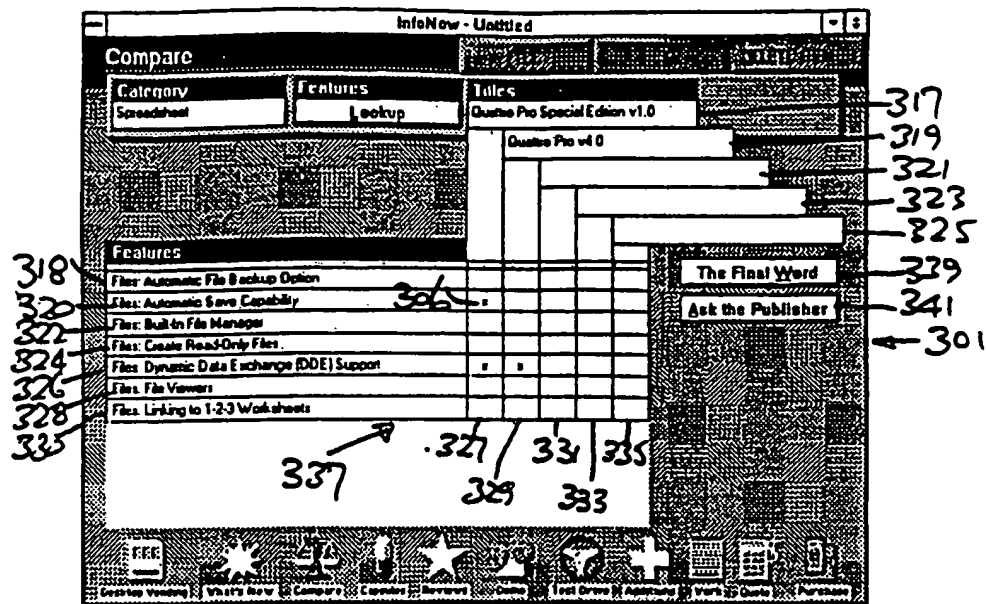 InfoNow - Untitled
Compare
Category Features Titles
Spreadsheet Lookup Quattro Pro Special Edition v1.0 317
Quattro Pro v4.0 319
321
323
325
Features
318 Files: Automatic File Backup Option The Final Word 339
320 Files: Automatic Save Capability 306 Ask the Publisher 341
322 Files: Built-In File Manager 301
324 Files: Create Read-Only Files
326 Files: Dynamic Data Exchange (DDE) Support
328 Files: File Viewers
335 Files: Linking to 1-2-3 Worksheets
337 327 329 331 333 335
Desktop Vending What's New Compare Capsules Reviews Demo Test Drive Additional Work Quote Purchase